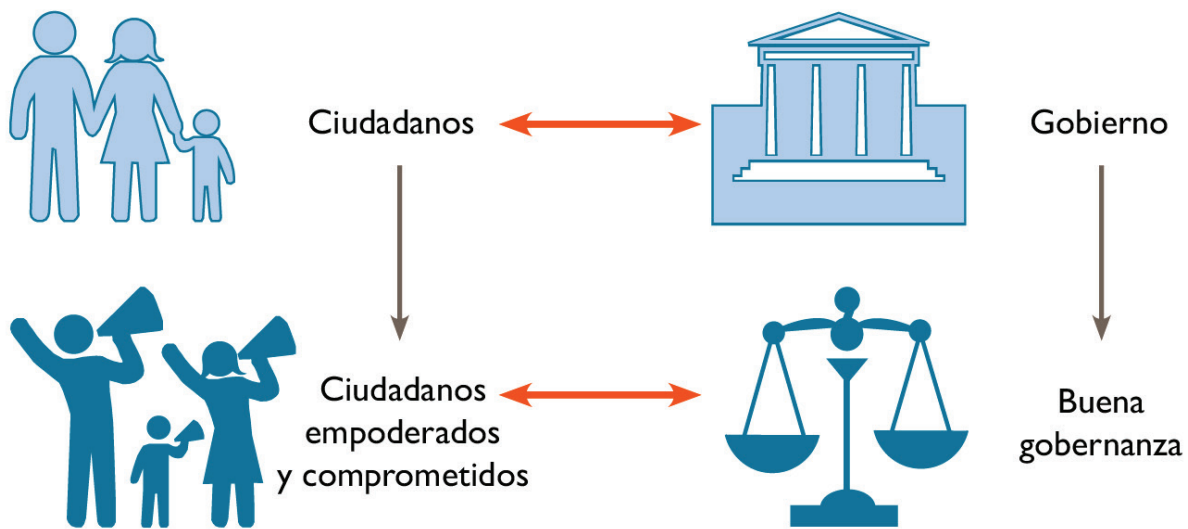 Ciudadanos
Gobierno
Ciudadanos
empoderados
y comprometidos
Buena
gobernanza